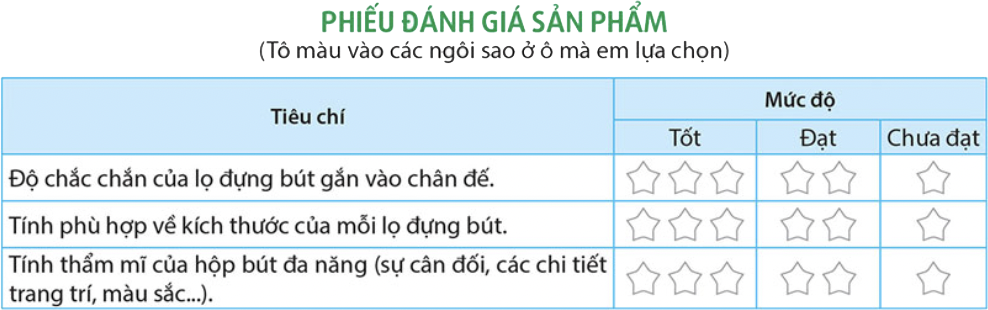 PHIẾU ĐÁNH GIÁ SẢN PHẨM
(Tô màu vào các ngôi sao ở ô mà em lựa chọn)
Tiêu chí
Mức độ
Tốt
Đạt
Chưa đạt
Độ chắc chắn của lọ đựng bút gắn vào chân đế.
Tính phù hợp về kích thước của mỗi lọ đựng bút.
Tính thẩm mĩ của hộp bút đa năng (sự cân đối, các chi tiết
trang trí, màu sắc...).